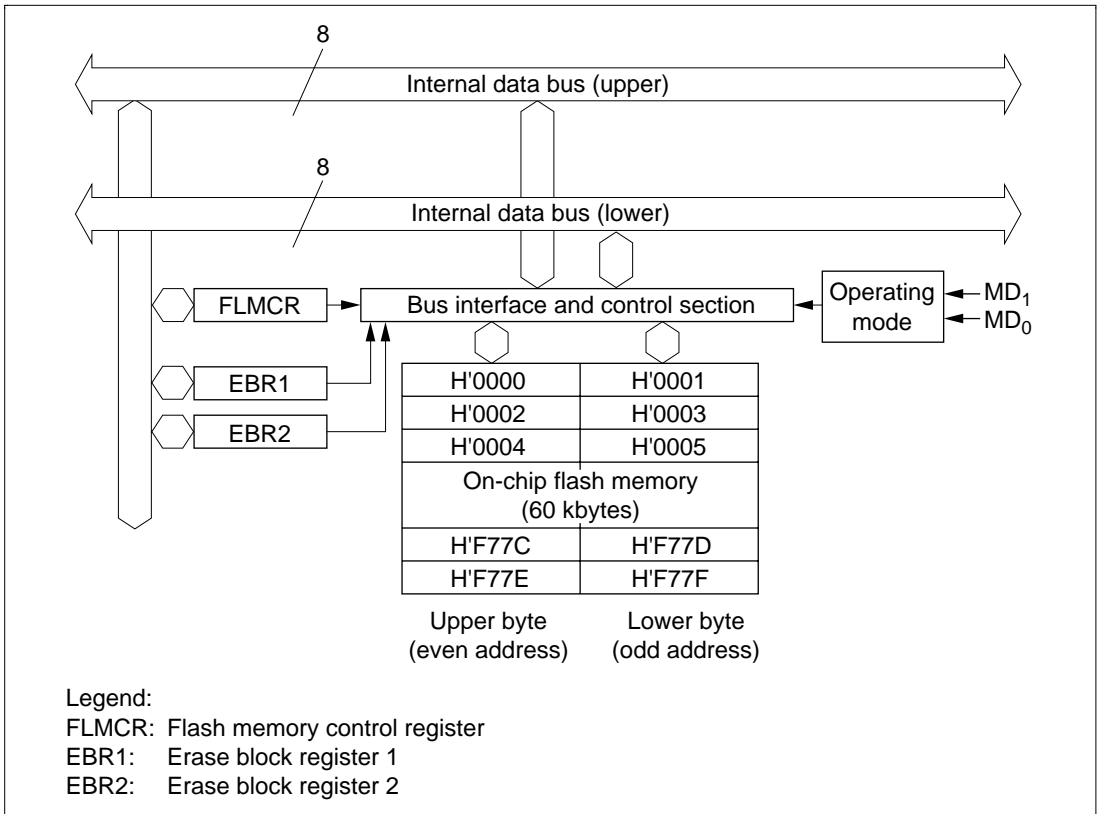 8
Internal data bus (upper)
8
Internal data bus (lower)
FLMCR
Bus interface and control section
Operating
mode
MD1
MD0
EBR1
EBR2
H'0000 H'0001
H'0002 H'0003
H'0004 H'0005
On-chip flash memory
(60 kbytes)
H'F77C H'F77D
H'F77E H'F77F
Upper byte
(even address)
Lower byte
(odd address)
Legend:
FLMCR: Flash memory control register
EBR1: Erase block register 1
EBR2: Erase block register 2